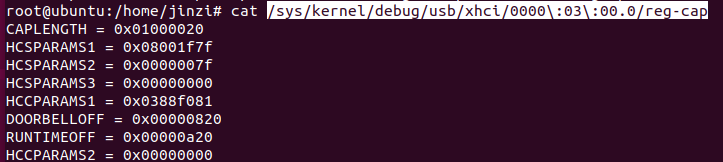 root@ubuntu:/home/jinzi# cat /sys/kernel/debug/usb/xhci/0000\:03\:00.0/reg-cap
CAPLENGTH = 0x01000020
HCSPARAMS1 = 0x08001f7f
HCSPARAMS2 = 0x0000007f
HCSPARAMS3 = 0x00000000
HCCPARAMS1 = 0x0388f081
DOORBELLOFF = 0x00000820
RUNTIMEOFF = 0x00000a20
HCCPARAMS2 = 0x00000000